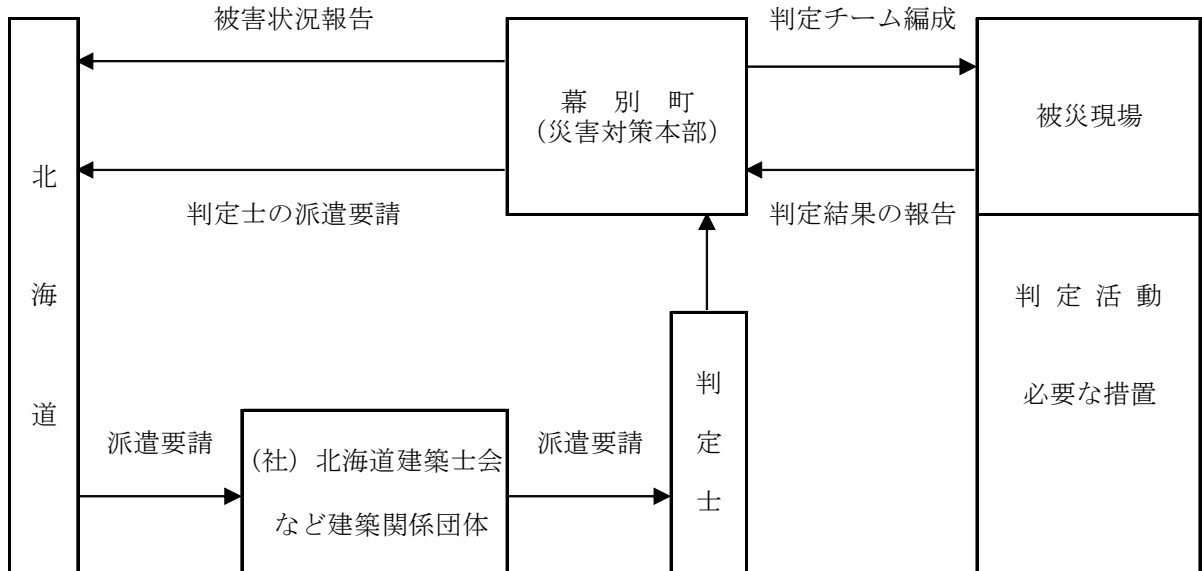 被害状況報告
判定チーム編成
幕 別 町
（災害対策本部）
被災現場
北
海
道
判定士の派遣要請
判定結果の報告
判 定 活 動
必要な措置
判
定
士
派遣要請
（社）北海道建築士会
など建築関係団体
派遣要請